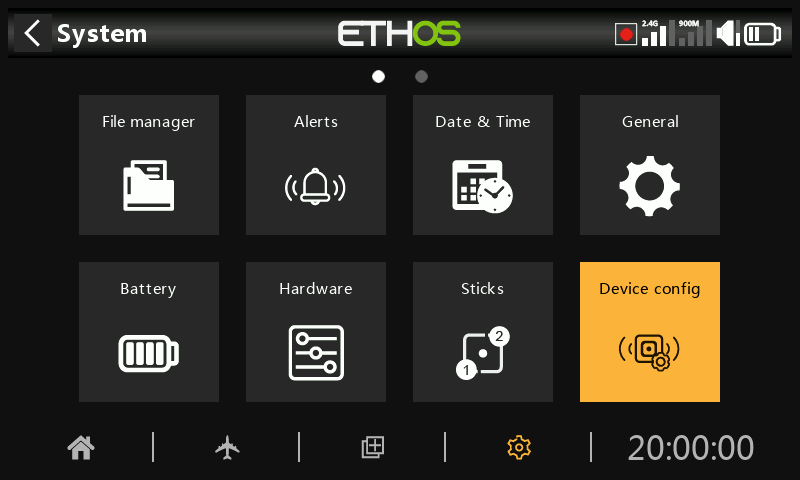 System
ETHOS
2.4G
900M
File manager
Alerts
Date & Time
General
Battery
Hardware
Sticks
Device config
1
2
20:00:00